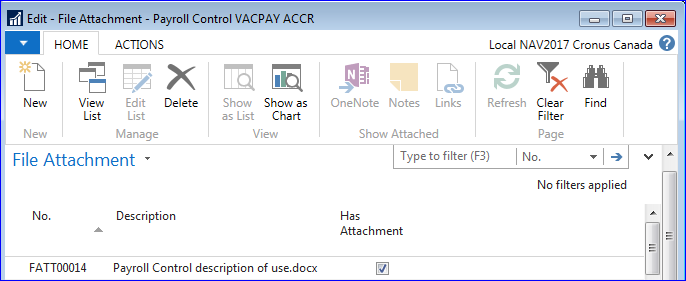 Edit - File Attachment - Payroll Control VACPAY ACCR
HOME ACTIONS Local NAV2017 Cronus Canada ?
New View List Edit List Delete Show as List Show as Chart OneNote Notes Links Refresh Clear Filter Find
New Manage View Show Attached Page
File Attachment Type to filter (F3) No.
No filters applied
No. Description Has Attachment
FATT00014 Payroll Control description of use.docx